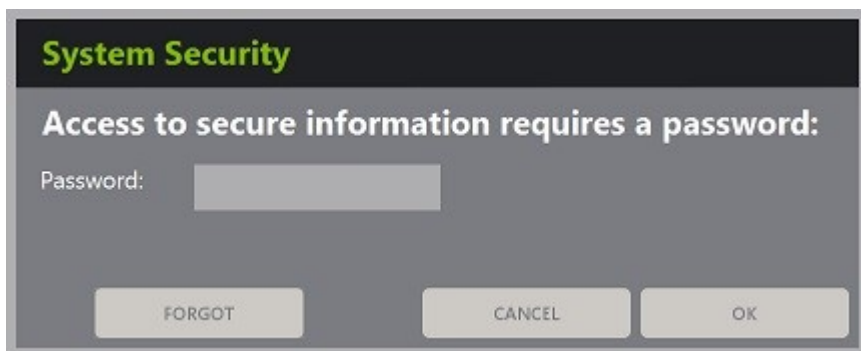 System Security
Access to secure information requires a password:
Password:
FORGOT CANCEL OK